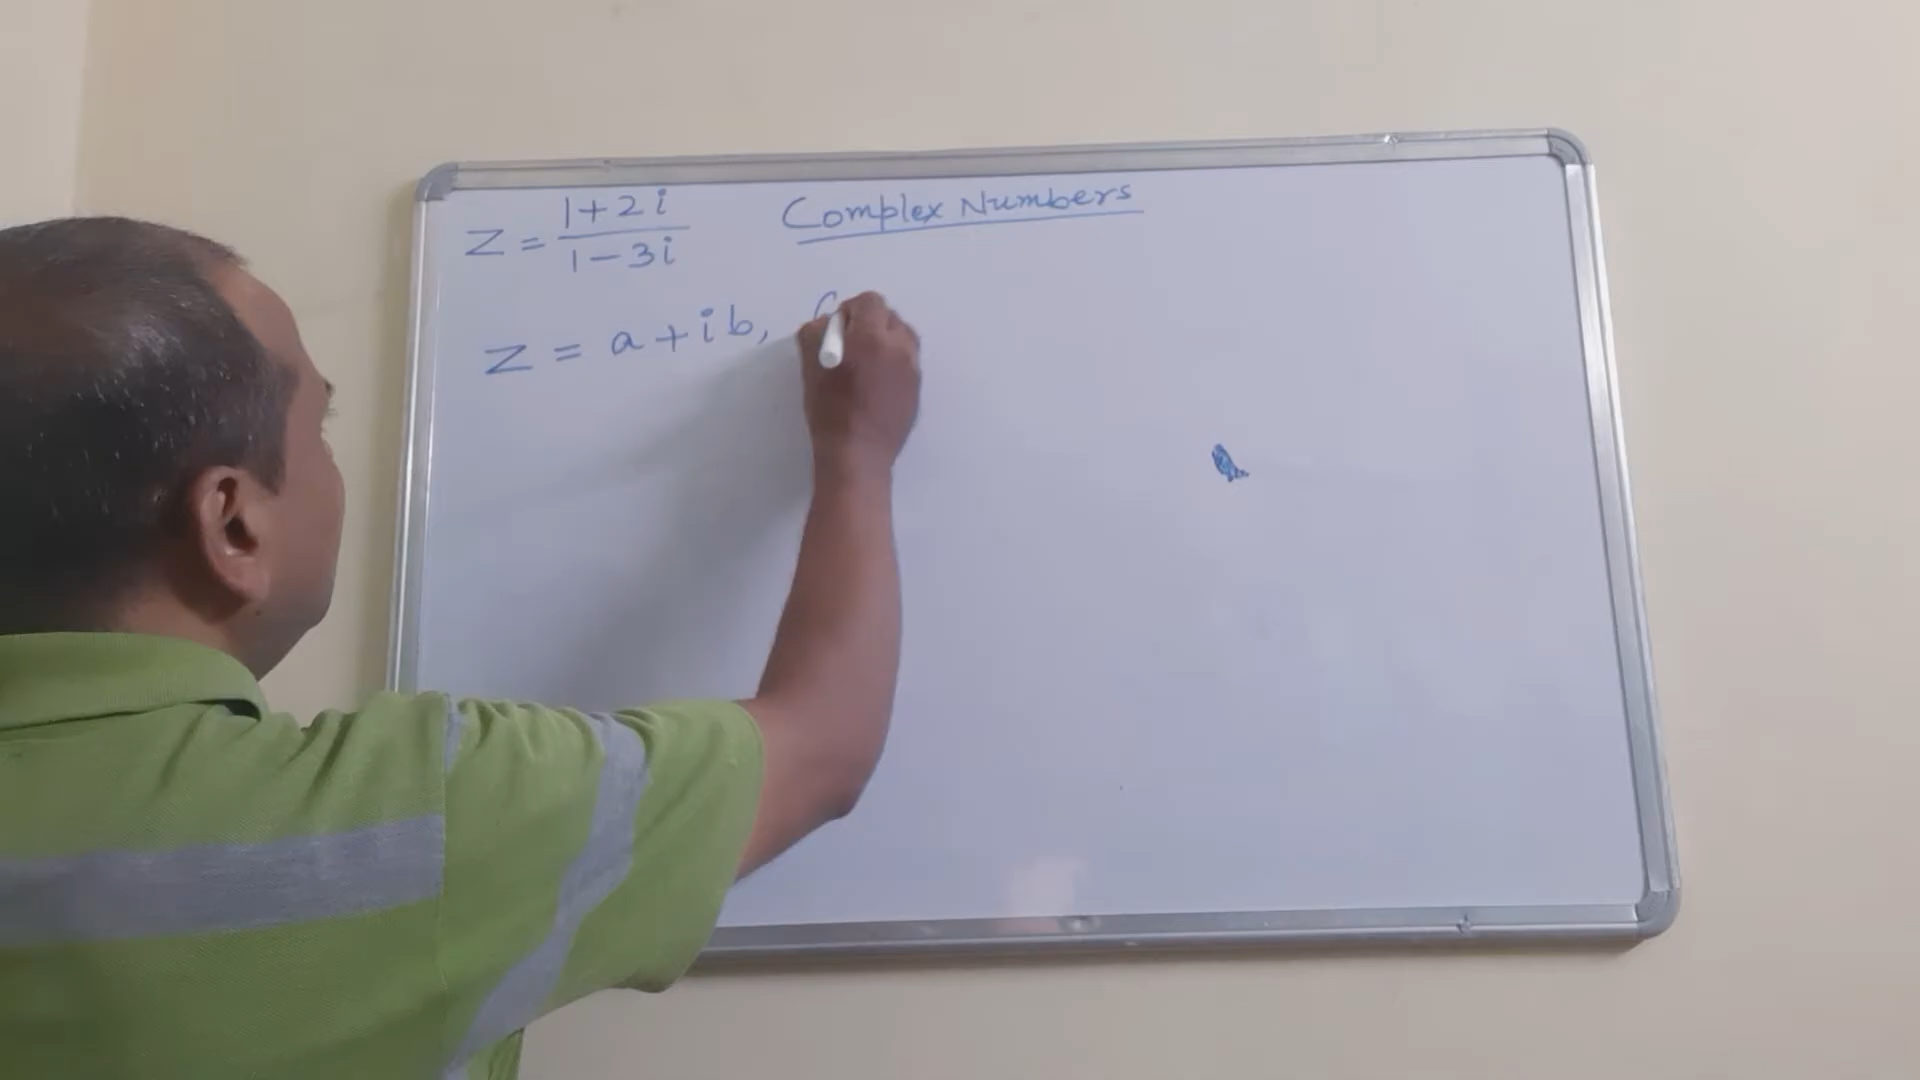 Complex Numbers
z = (1+2i)/(1-3i)
z = a+ib,